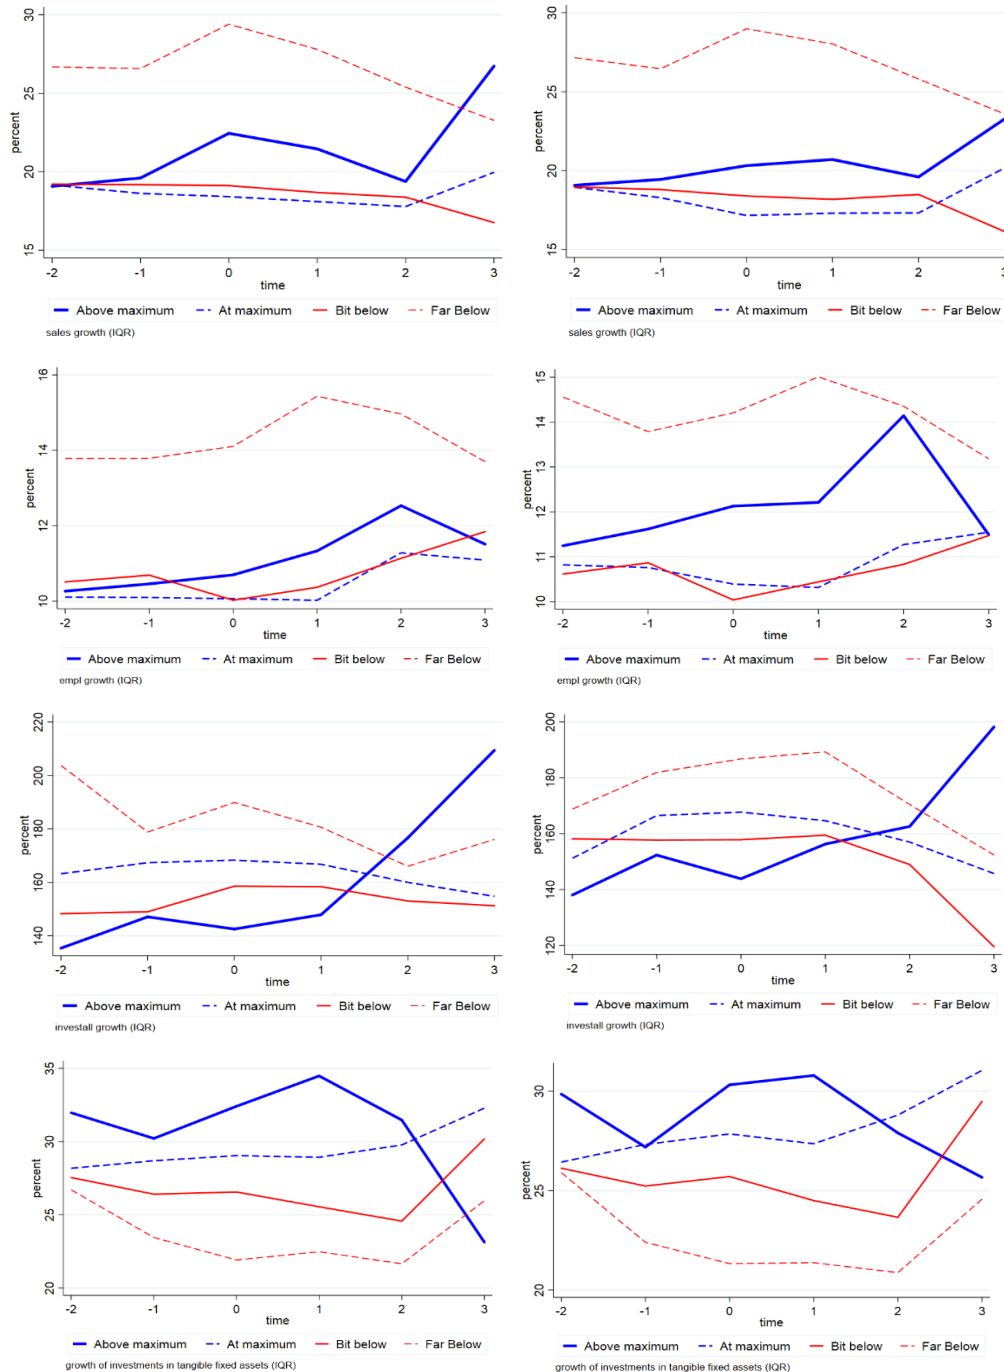 30
25
20
15
percent
-2 -1 0 1 2 3
time
Above maximum At maximum Bit below Far Below
sales growth (IQR)
30
25
20
15
percent
-2 -1 0 1 2 3
time
Above maximum At maximum Bit below Far Below
sales growth (IQR)
16
14
12
10
percent
-2 -1 0 1 2 3
time
Above maximum At maximum Bit below Far Below
empl growth (IQR)
15
14
13
12
11
10
percent
-2 -1 0 1 2 3
time
Above maximum At maximum Bit below Far Below
empl growth (IQR)
220
200
180
160
140
percent
-2 -1 0 1 2 3
time
Above maximum At maximum Bit below Far Below
investall growth (IQR)
200
180
160
140
120
percent
-2 -1 0 1 2 3
time
Above maximum At maximum Bit below Far Below
investall growth (IQR)
35
30
25
20
percent
-2 -1 0 1 2 3
time
Above maximum At maximum Bit below Far Below
growth of investments in tangible fixed assets (IQR)
30
25
20
percent
-2 -1 0 1 2 3
time
Above maximum At maximum Bit below Far Below
growth of investments in tangible fixed assets (IQR)